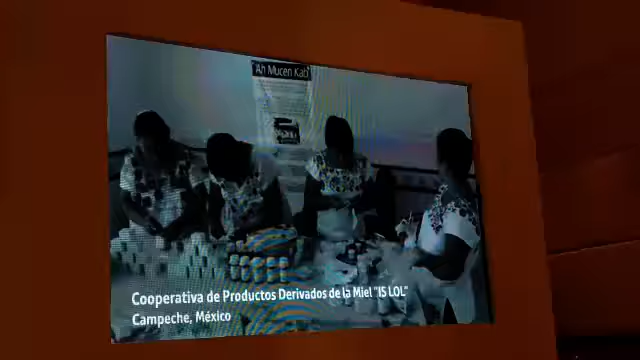 "Ah Mucen Kab"
Cooperativa de Productos Derivados de la Miel "IS LOL"
Campeche, México